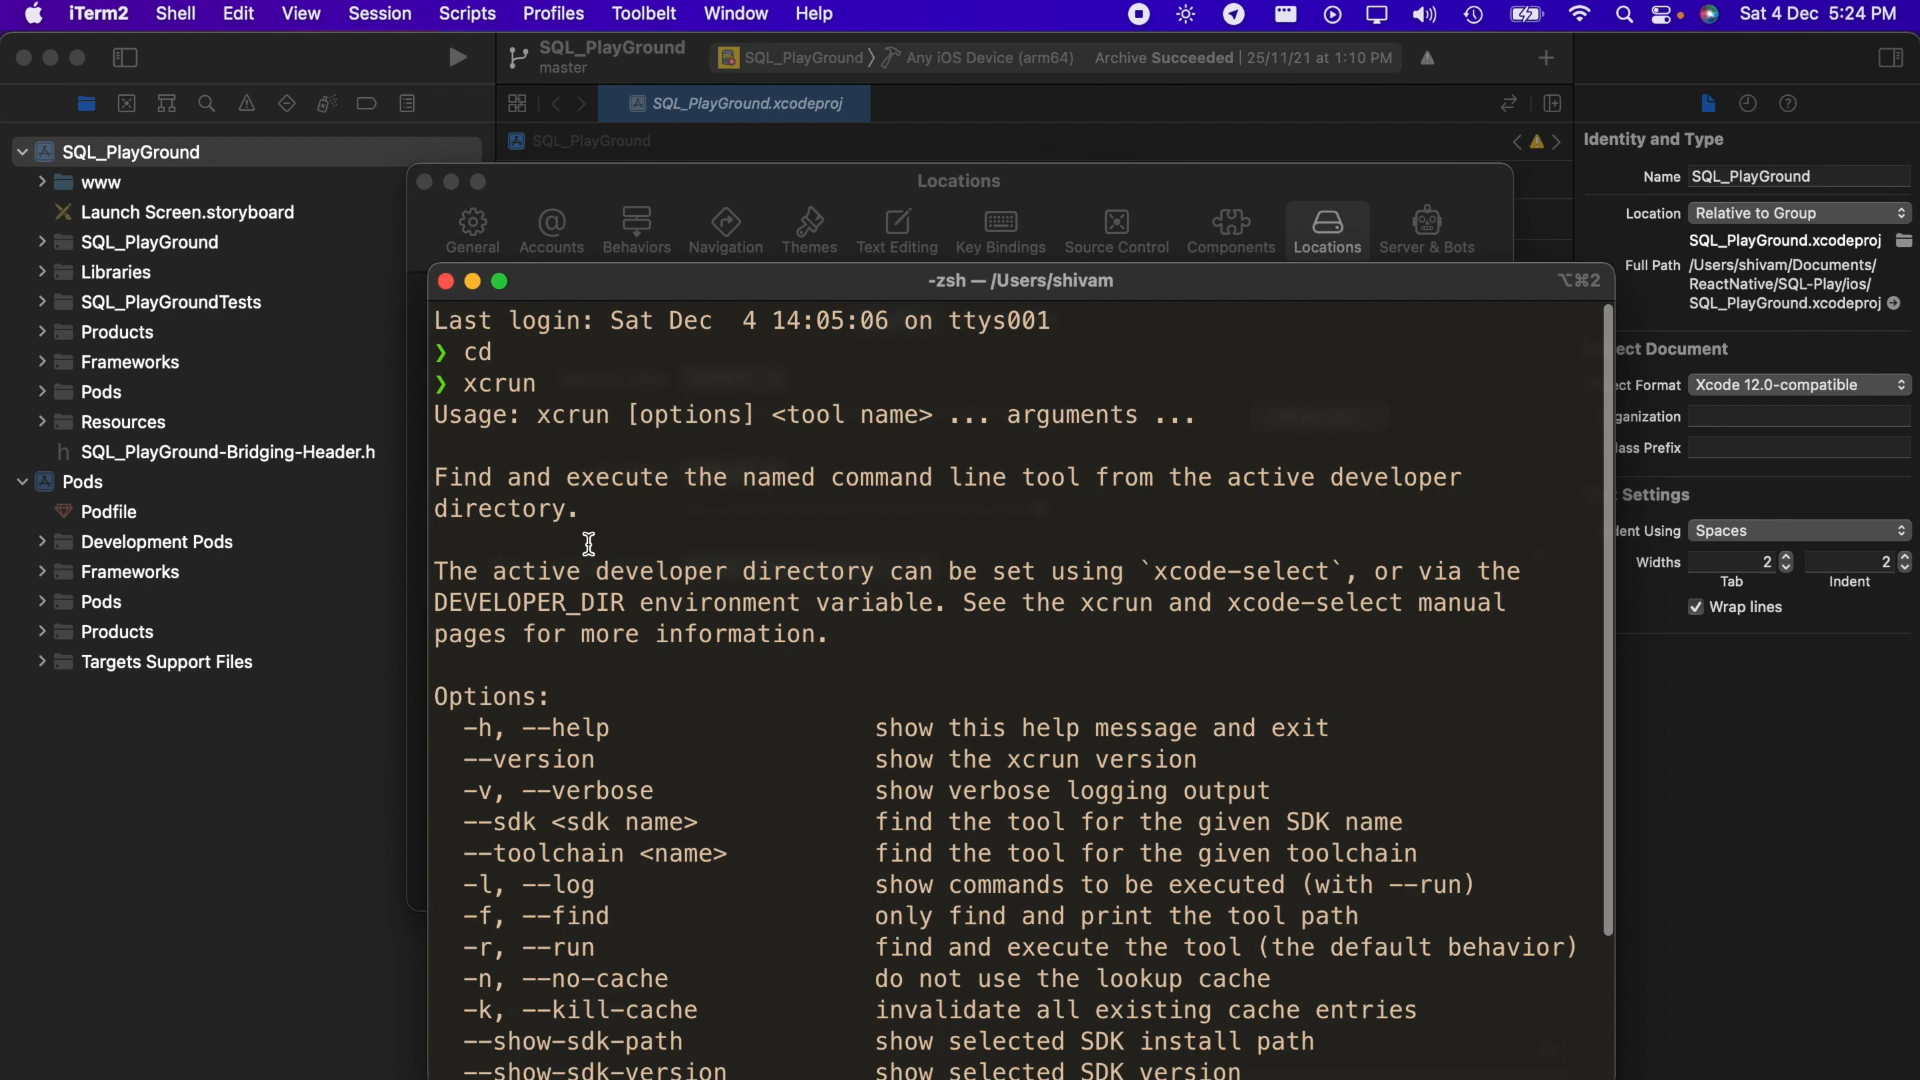 iTerm2 Shell Edit View Session Scripts Profiles Toolbelt Window Help Sat 4 Dec 5:24 PM
SQL_PlayGround
master
SQL_PlayGround Any iOS Device (arm64) Archive Succeeded | 25/11/21 at 1:10 PM
SQL_PlayGround.xcodeproj
SQL_PlayGround
SQL_PlayGround
www
Launch Screen.storyboard
SQL_PlayGround
Libraries
SQL_PlayGroundTests
Products
Frameworks
Pods
Resources
SQL_PlayGround-Bridging-Header.h
Pods
Podfile
Development Pods
Frameworks
Pods
Products
Targets Support Files
Locations
General Accounts Behaviors Navigation Themes Text Editing Key Bindings Source Control Components Locations Server & Bots
-zsh — /Users/shivam ⌥⌘2
Last login: Sat Dec  4 14:05:06 on ttys001
❯ cd
❯ xcrun
Usage: xcrun [options] <tool name> ... arguments ...
Find and execute the named command line tool from the active developer
directory.
The active developer directory can be set using `xcode-select`, or via the
DEVELOPER_DIR environment variable. See the xcrun and xcode-select manual
pages for more information.
Options:
-h, --help show this help message and exit
--version show the xcrun version
-v, --verbose show verbose logging output
--sdk <sdk name> find the tool for the given SDK name
--toolchain <name> find the tool for the given toolchain
-l, --log show commands to be executed (with --run)
-f, --find only find and print the tool path
-r, --run find and execute the tool (the default behavior)
-n, --no-cache do not use the lookup cache
-k, --kill-cache invalidate all existing cache entries
--show-sdk-path show selected SDK install path
--show-sdk-version show selected SDK version
Identity and Type
Name SQL_PlayGround
Location Relative to Group
SQL_PlayGround.xcodeproj
Full Path /Users/shivam/Documents/
ReactNative/SQL-Play/ios/
SQL_PlayGround.xcodeproj
ect Document
ect Format Xcode 12.0-compatible
ganization
lass Prefix
Settings
ent Using Spaces
Widths 2 2
Tab Indent
Wrap lines